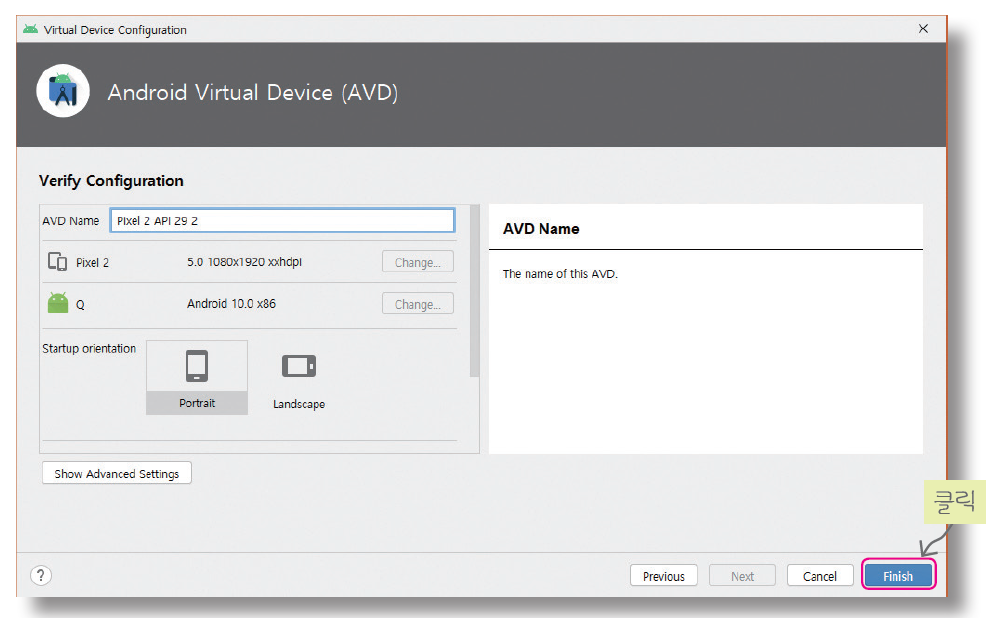 Virtual Device Configuration
Android Virtual Device (AVD)
Verify Configuration
AVD Name Pixel 2 API 29 2
Pixel 2 5.0 1080x1920 xxhdpi Change...
Q Android 10.0 x86 Change...
Startup orientation
Portrait
Landscape
Show Advanced Settings
AVD Name
The name of this AVD.
클릭
? Previous Next Cancel Finish